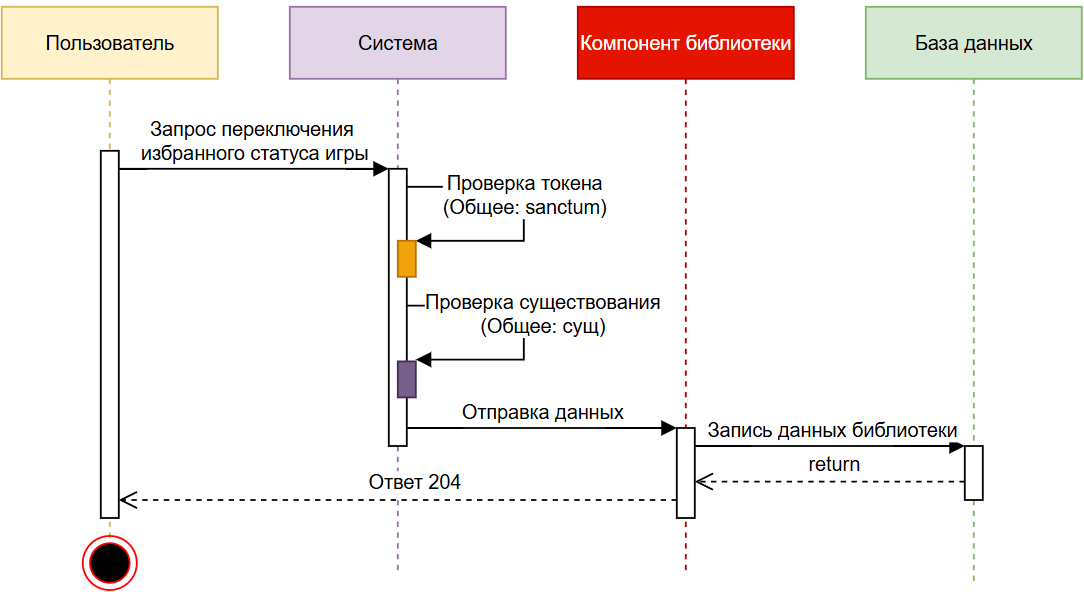 Пользователь
Система
Компонент библиотеки
База данных
Запрос переключения
избранного статуса игры
Проверка токена
(Общее: sanctum)
Проверка существования
(Общее: сущ)
Отправка данных
Запись данных библиотеки
return
Ответ 204